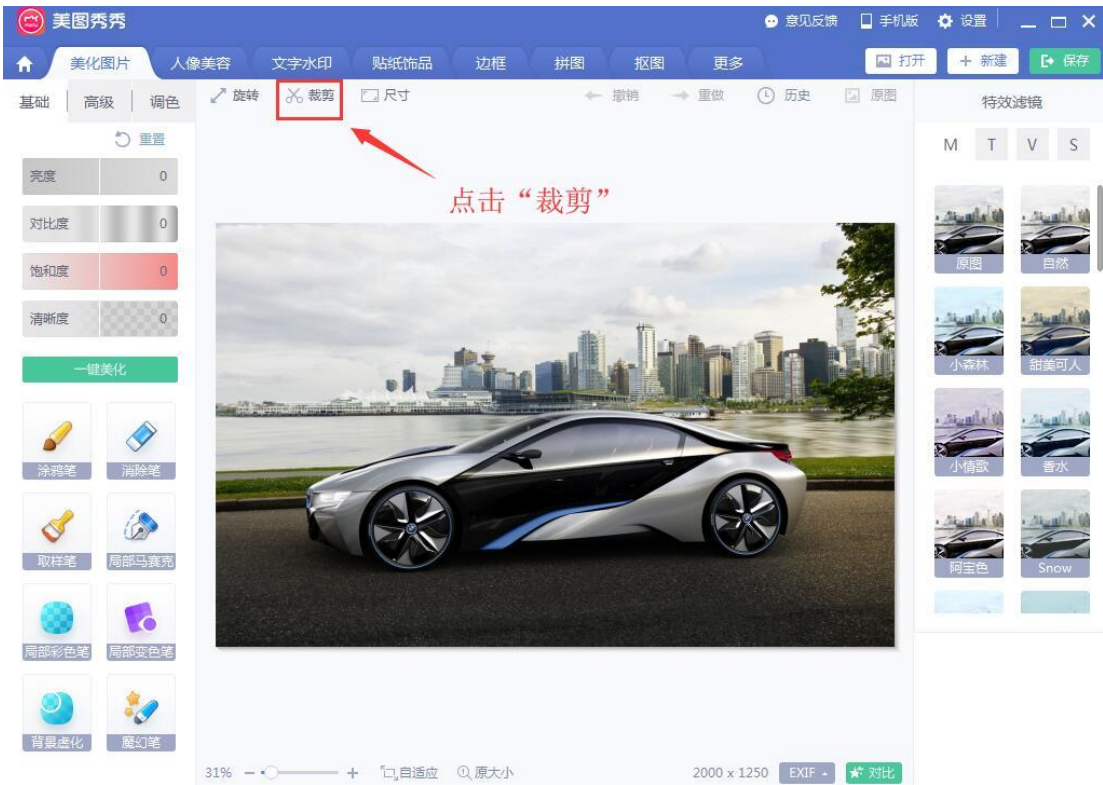 美图秀秀
意见反馈 手机版 设置
美化图片 人像美容 文字水印 贴纸饰品 边框 拼图 抠图 更多 打开 新建 保存
基础 高级 调色 旋转 裁剪 尺寸 撤销 重做 历史 原图 特效滤镜
重置
M T V S
亮度 0
点击“裁剪”
对比度 0
饱和度 0
原图 自然
清晰度 0
一键美化
小森林 甜美可人
涂鸦笔 消除笔
小情歌 香水
取样笔 局部马赛克
阿宝色 Snow
局部彩色笔 局部变色笔
背景虚化 魔幻笔
31% 自适应 原大小 2000 x 1250 EXIF 对比